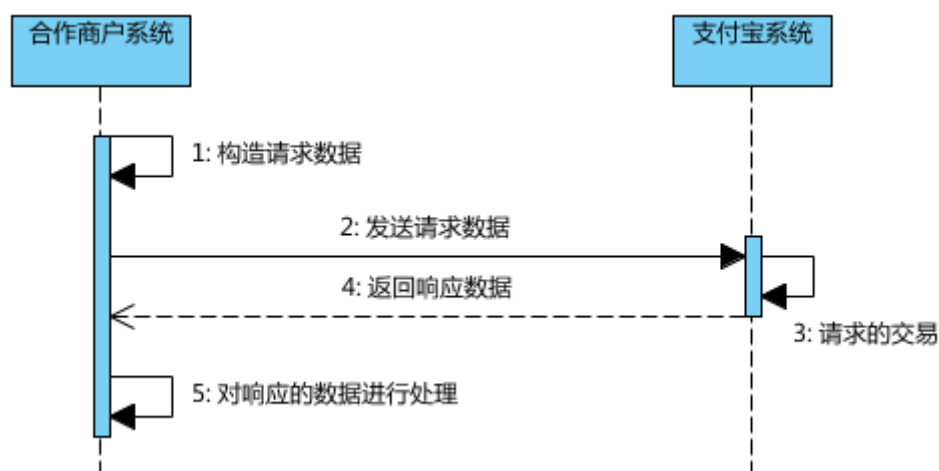 合作商户系统
支付宝系统
1: 构造请求数据
2: 发送请求数据
4: 返回响应数据
3: 请求的交易
5: 对响应的数据进行处理